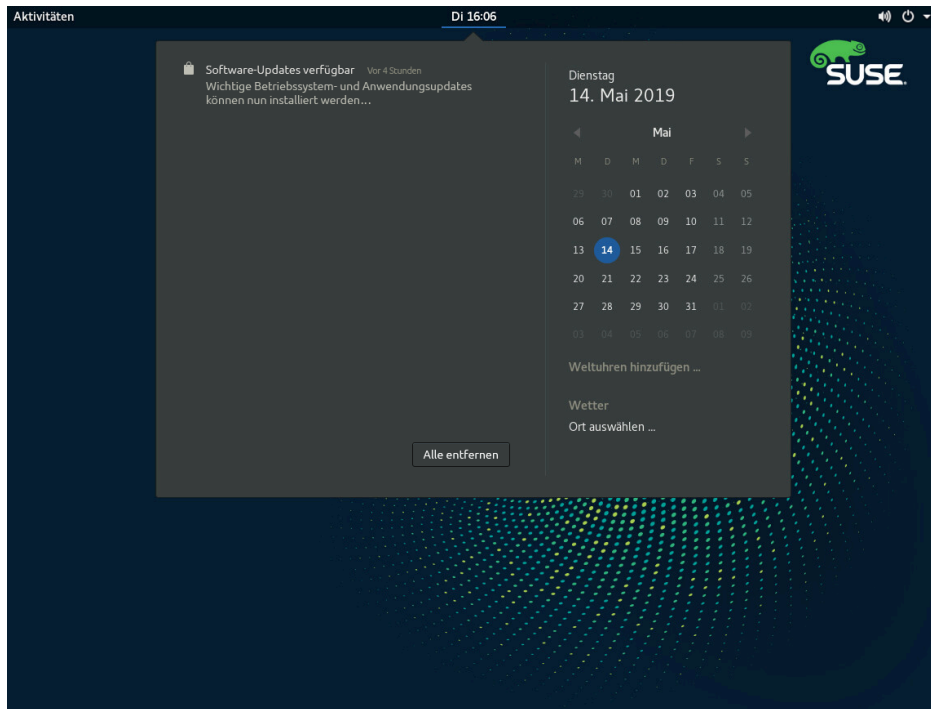 Aktivitäten
Di 16:06
SUSE.
Software-Updates verfügbar Vor 4 Stunden
Wichtige Betriebssystem- und Anwendungsupdates
können nun installiert werden…
Alle entfernen
Dienstag
14. Mai 2019
Mai
M D M D F S S
29 30 01 02 03 04 05
06 07 08 09 10 11 12
13 14 15 16 17 18 19
20 21 22 23 24 25 26
27 28 29 30 31 01 02
03 04 05 06 07 08 09
Weltuhren hinzufügen …
Wetter
Ort auswählen …